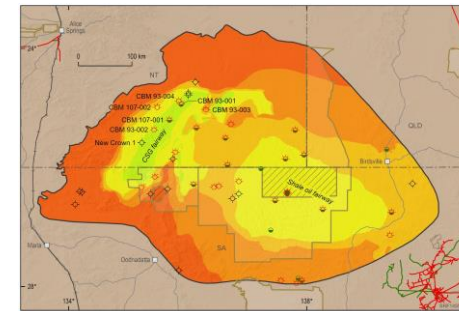 Alice
Springs
24°
0 100 km
NT
CBM 93-004
CBM 93-001
CBM 107-002
CBM 93-003
CBM 107-001
CBM 93-002
New Crown 1
CSG fairway
QLD
Birdsville
Shale oil fairway
SA
Oodnadatta
Marla
28°
134°
138°